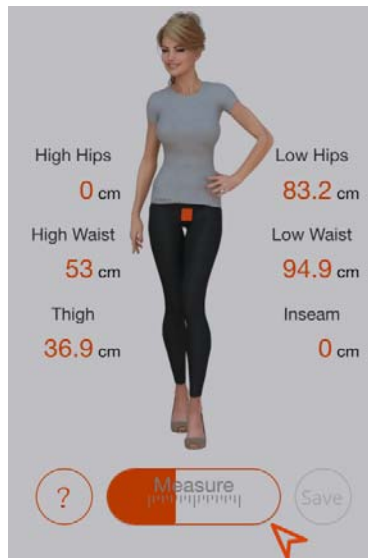 High Hips Low Hips
0 cm 83.2 cm
High Waist Low Waist
53 cm 94.9 cm
Thigh Inseam
36.9 cm 0 cm
? Measure Save